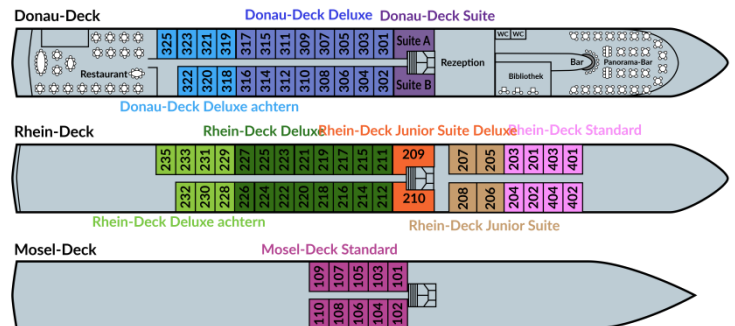 Donau-Deck Donau-Deck Deluxe Donau-Deck Suite
325 323 321 319 317 315 311 309 307 305 303 301 Suite A
WC WC
Restaurant Rezeption Bar Panorama-Bar
Bibliothek
322 320 318 316 314 312 310 308 306 304 302 Suite B
Donau-Deck Deluxe achtern
Rhein-Deck Rhein-Deck Deluxe Rhein-Deck Junior Suite Deluxe Rhein-Deck Standard
235 233 231 229 227 225 223 221 219 217 215 211 209 207 205 203 201 403 401
232 230 228 226 224 222 220 218 216 214 212 210 208 206 204 202 404 402
Rhein-Deck Deluxe achtern Rhein-Deck Junior Suite
Mosel-Deck Mosel-Deck Standard
109 107 105 103 101
110 108 106 104 102